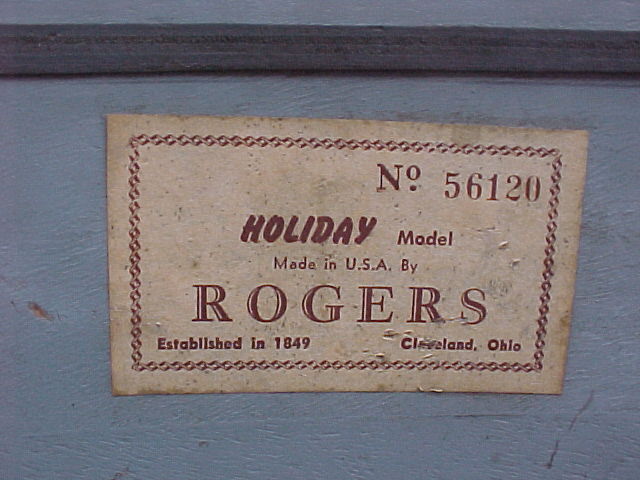 Nº 56120
HOLIDAY Model
Made in U.S.A. By
ROGERS
Established in 1849 Cleveland, Ohio